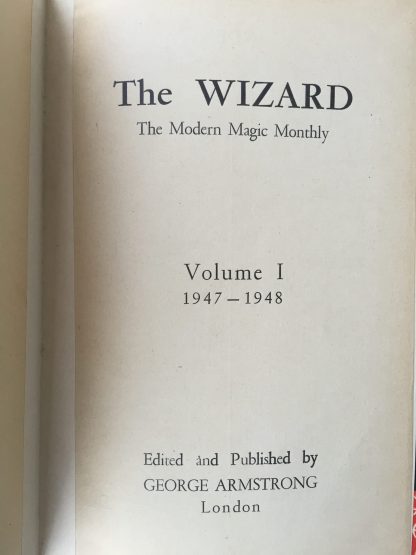 The WIZARD
The Modern Magic Monthly
Volume I
1947 – 1948
Edited and Published by
GEORGE ARMSTRONG
London